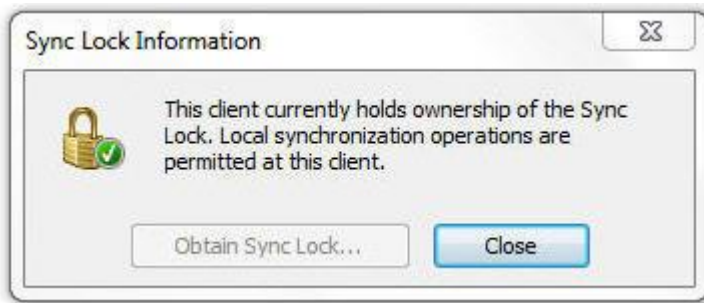 Sync Lock Information
This client currently holds ownership of the Sync
Lock. Local synchronization operations are
permitted at this client.
Obtain Sync Lock...
Close